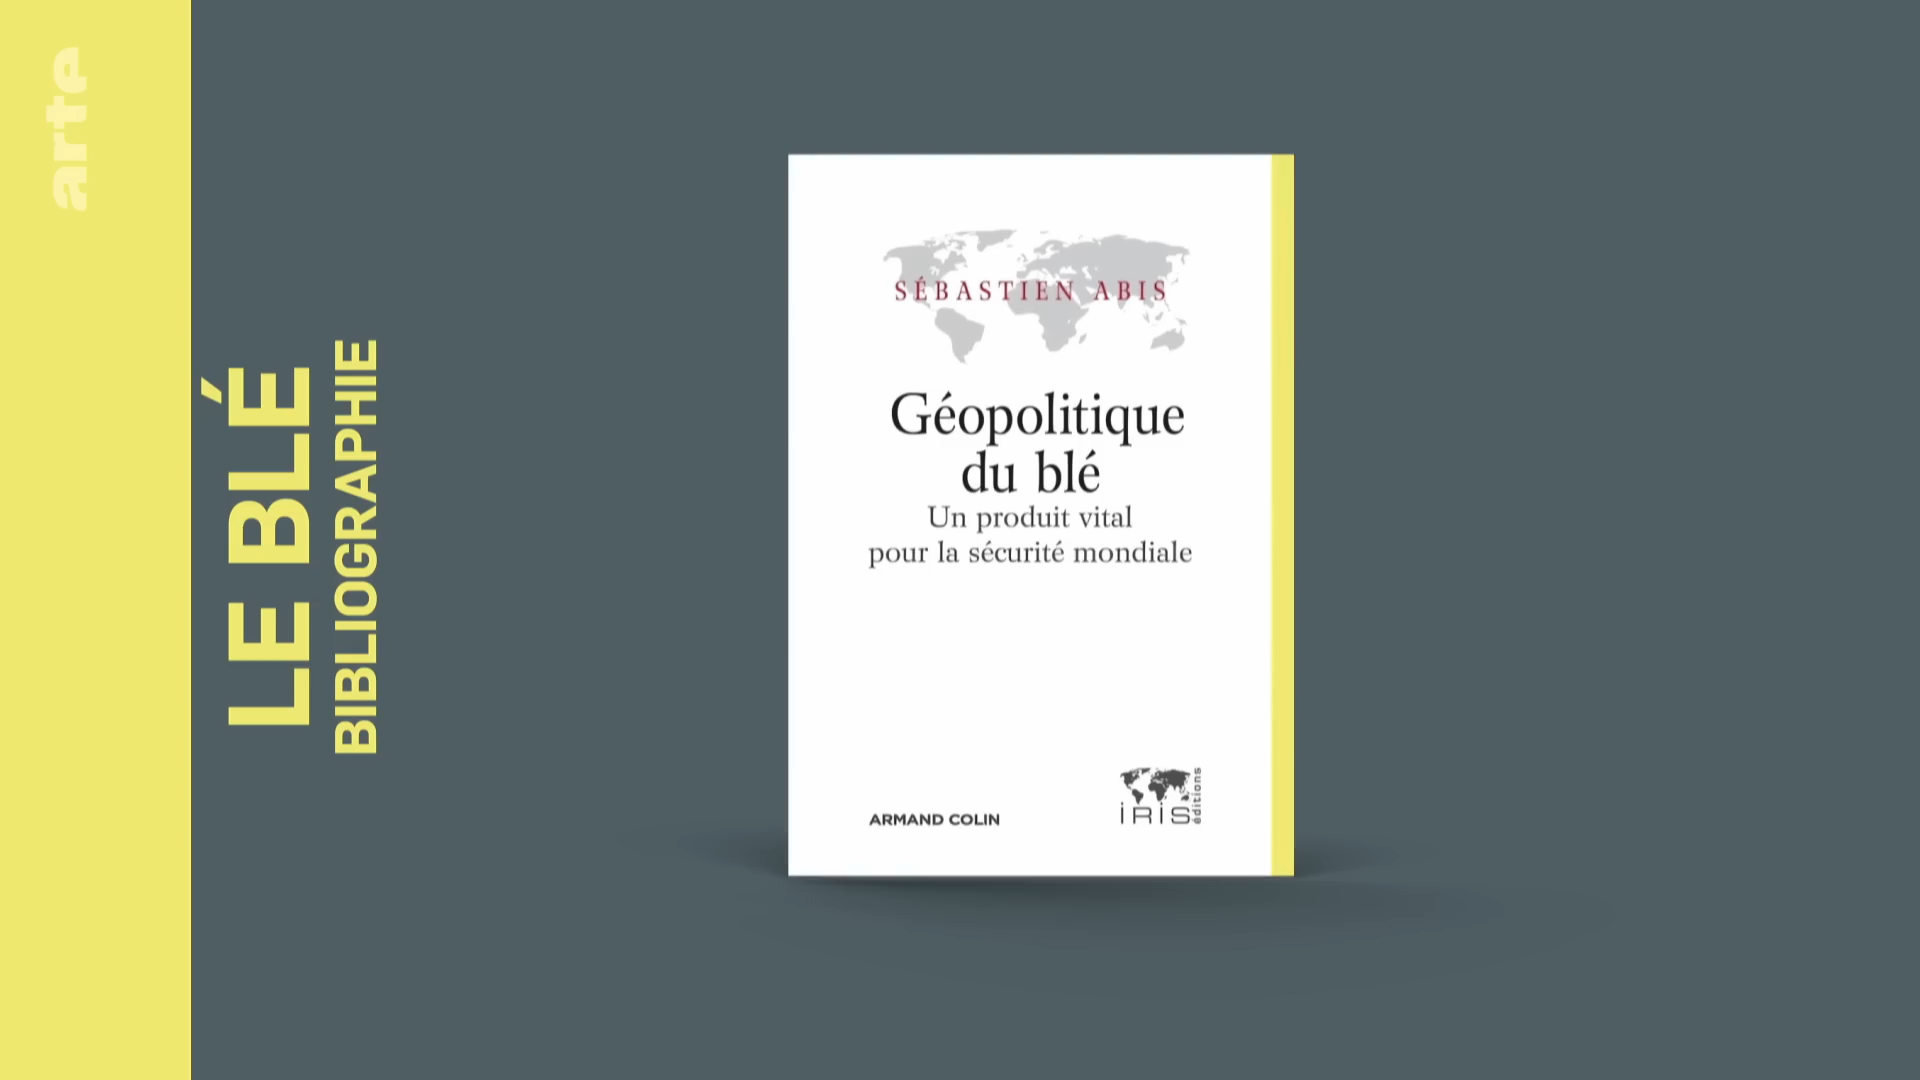 arte
LE BLÉ
BIBLIOGRAPHIE
SÉBASTIEN ABIS
Géopolitique
du blé
Un produit vital
pour la sécurité mondiale
ARMAND COLIN
iRiS
éditions